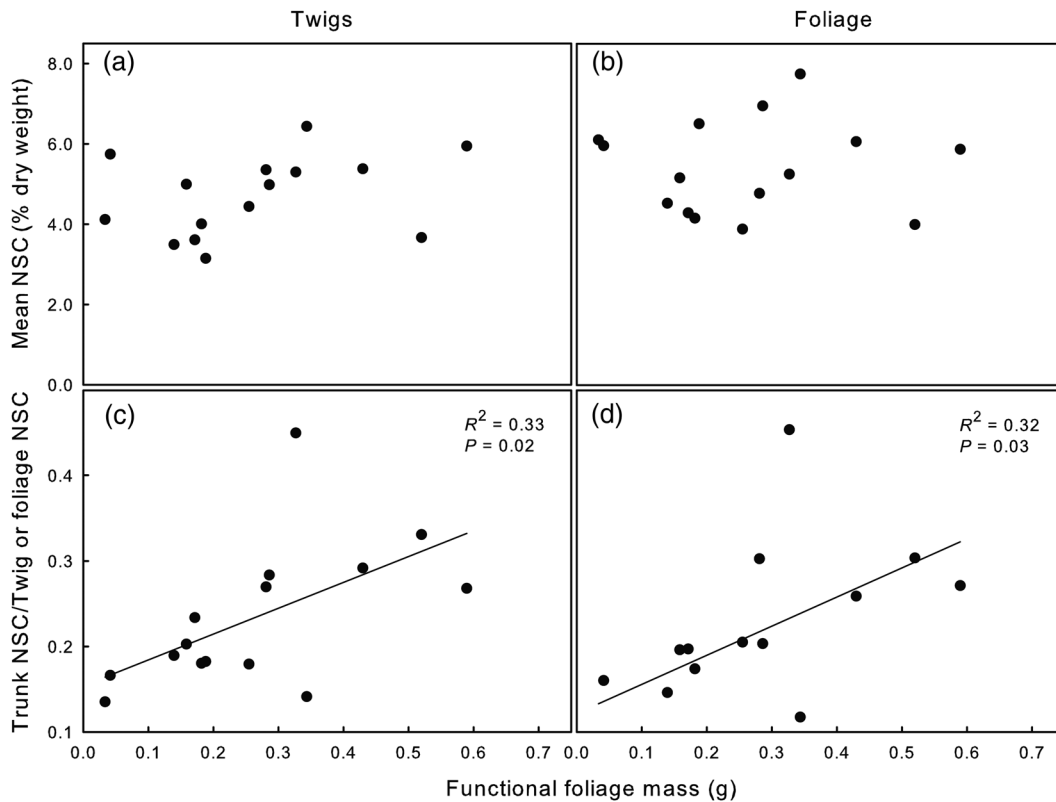 Twigs
Foliage
(a)
(b)
Mean NSC (% dry weight)
8.0
6.0
4.0
2.0
0.0
(c)
R² = 0.33
P = 0.02
(d)
R² = 0.32
P = 0.03
Trunk NSC/Twig or foliage NSC
0.4
0.3
0.2
0.1
0.0 0.1 0.2 0.3 0.4 0.5 0.6 0.7
0.0 0.1 0.2 0.3 0.4 0.5 0.6 0.7
Functional foliage mass (g)